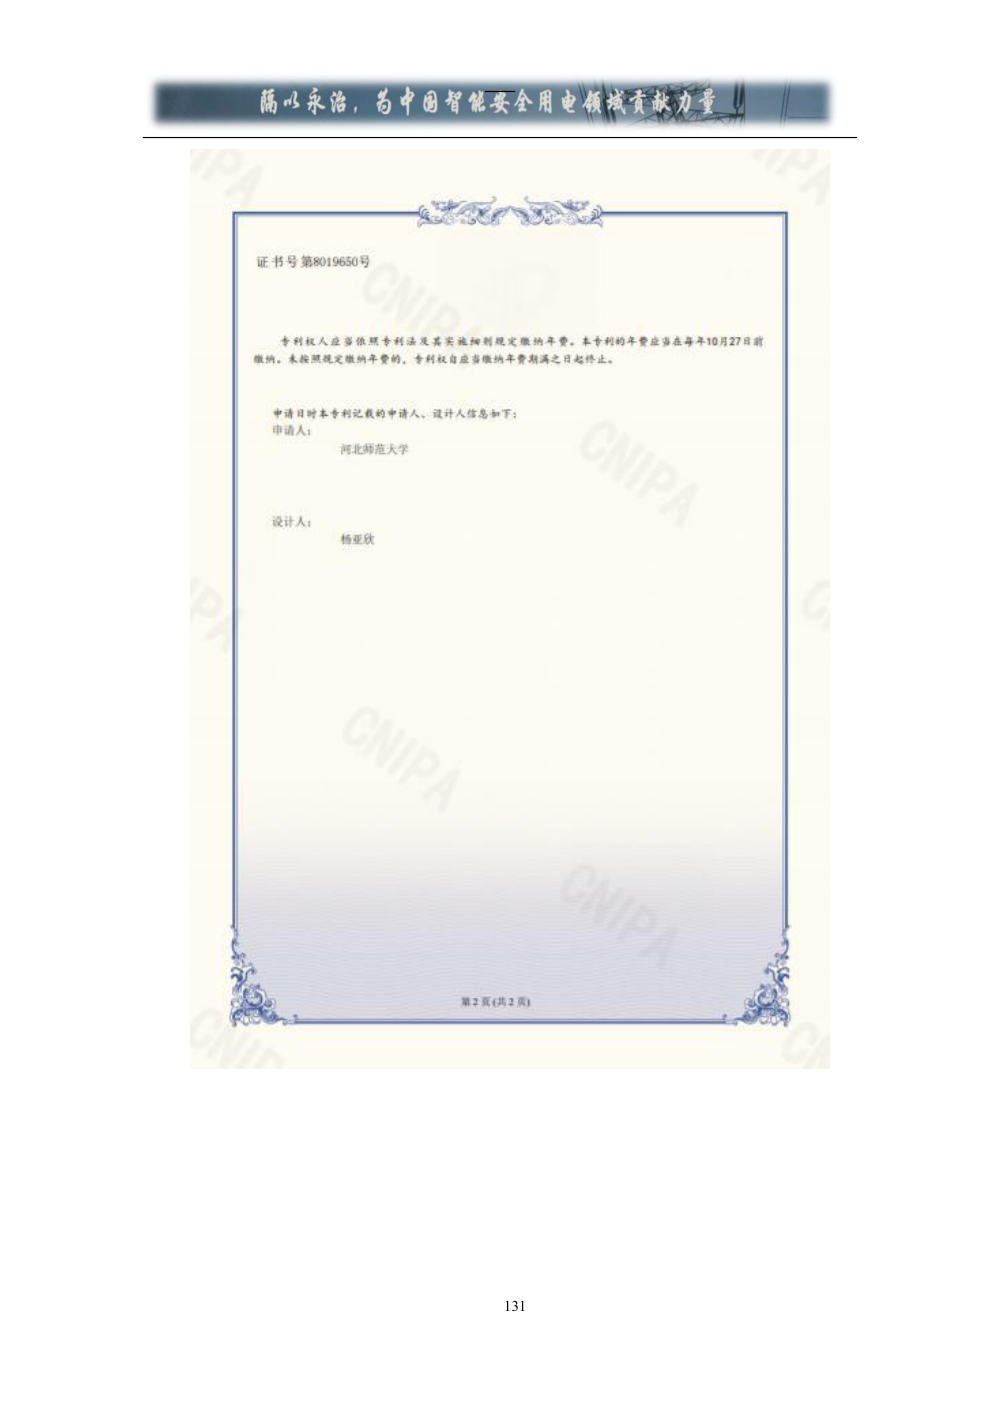 隔以永治，为中国智能安全用电领域贡献力量
证书号第8019650号
专利权人应当依照专利法及其实施细则规定缴纳年费。本专利的年费应当在每年10月27日前
缴纳。未按照规定缴纳年费的，专利权自应当缴纳年费期满之日起终止。
申请日时本专利记载的申请人、设计人信息如下：
申请人：
河北师范大学
设计人：
杨亚欣
CNIPA
CNIPA
CNIPA
CNIPA
第 2 页 (共 2 页)
131